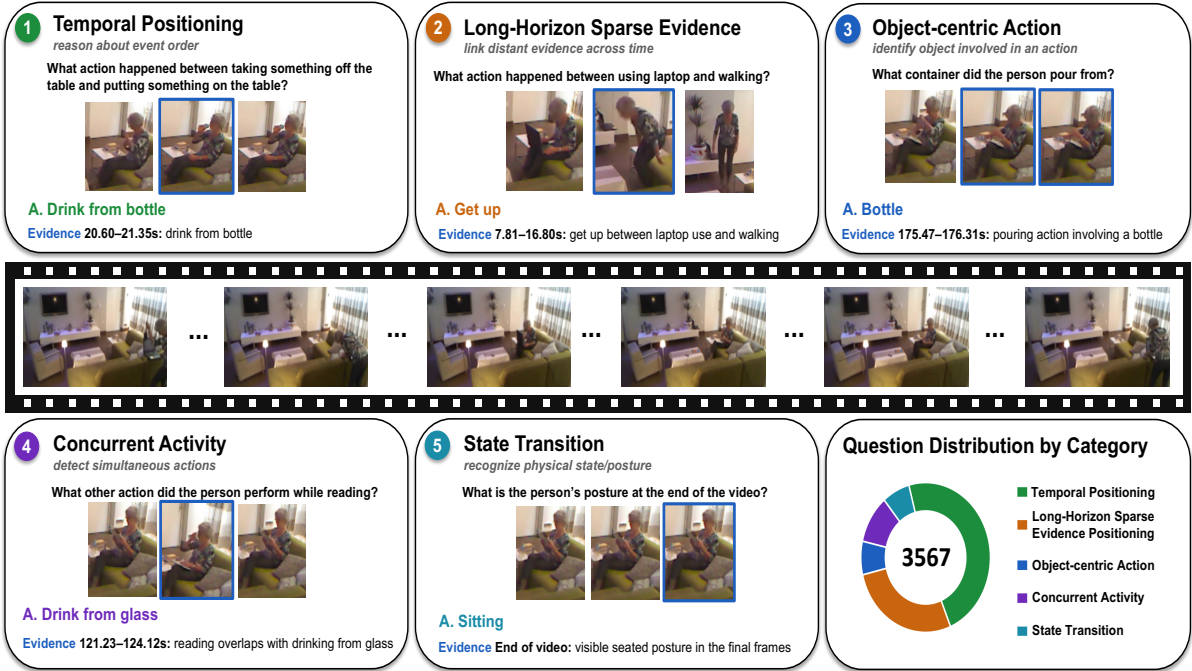 1
Temporal Positioning
reason about event order
What action happened between taking something off the
table and putting something on the table?
A. Drink from bottle
Evidence 20.60–21.35s: drink from bottle
2
Long-Horizon Sparse Evidence
link distant evidence across time
What action happened between using laptop and walking?
A. Get up
Evidence 7.81–16.80s: get up between laptop use and walking
3
Object-centric Action
identify object involved in an action
What container did the person pour from?
A. Bottle
Evidence 175.47–176.31s: pouring action involving a bottle
... ... ... ... ...
4
Concurrent Activity
detect simultaneous actions
What other action did the person perform while reading?
A. Drink from glass
Evidence 121.23–124.12s: reading overlaps with drinking from glass
5
State Transition
recognize physical state/posture
What is the person's posture at the end of the video?
A. Sitting
Evidence End of video: visible seated posture in the final frames
Question Distribution by Category
3567
Temporal Positioning
Long-Horizon Sparse
Evidence Positioning
Object-centric Action
Concurrent Activity
State Transition